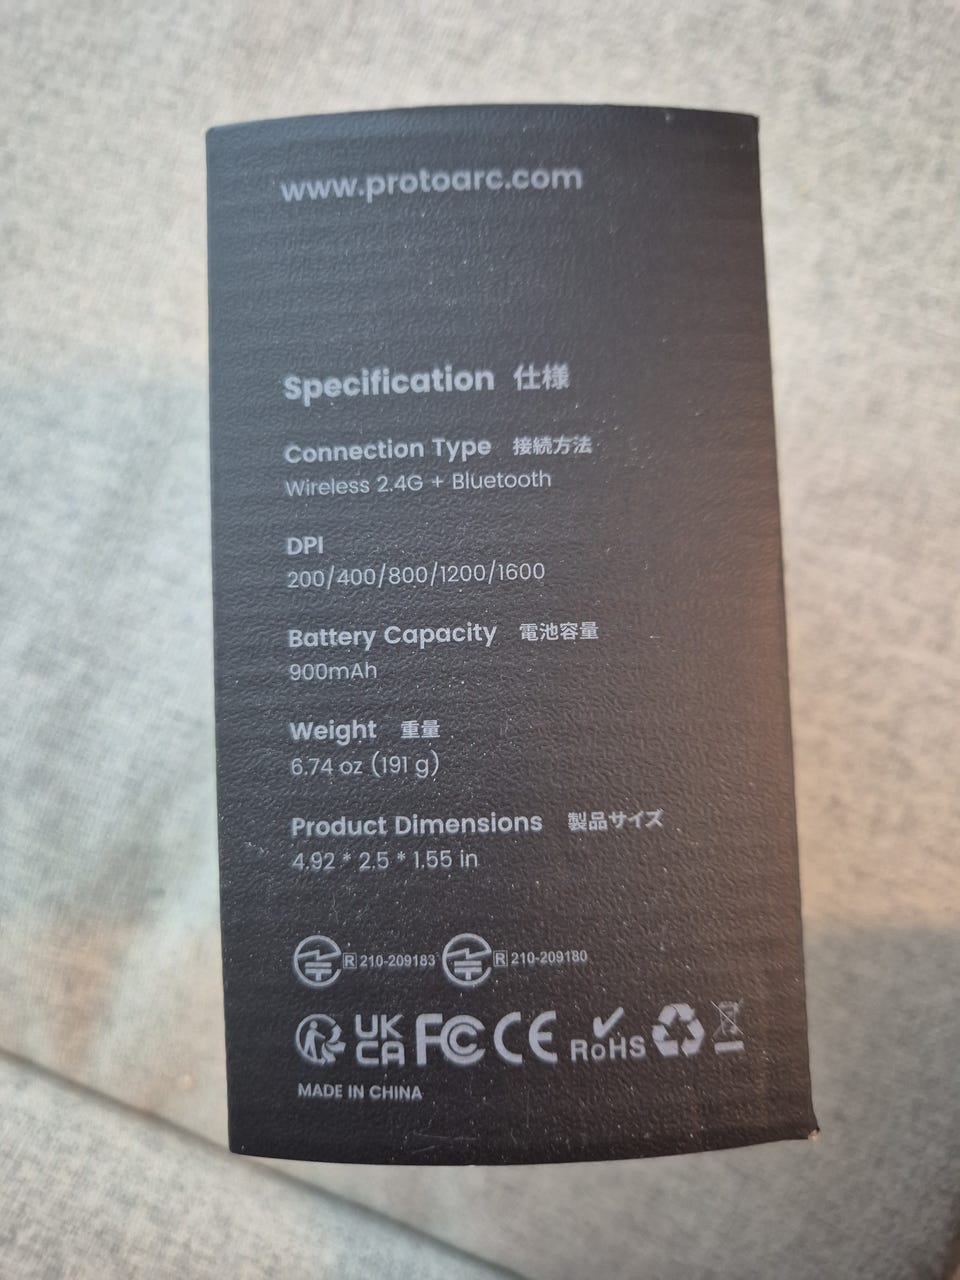 www.protoarc.com
Specification 仕様
Connection Type 接続方法
Wireless 2.4G + Bluetooth
DPI
200/400/800/1200/1600
Battery Capacity 電池容量
900mAh
Weight 重量
6.74 oz (191 g)
Product Dimensions 製品サイズ
4.92 * 2.5 * 1.55 in
R 210-209183 R 210-209180
UK CA FC CE RoHS
MADE IN CHINA